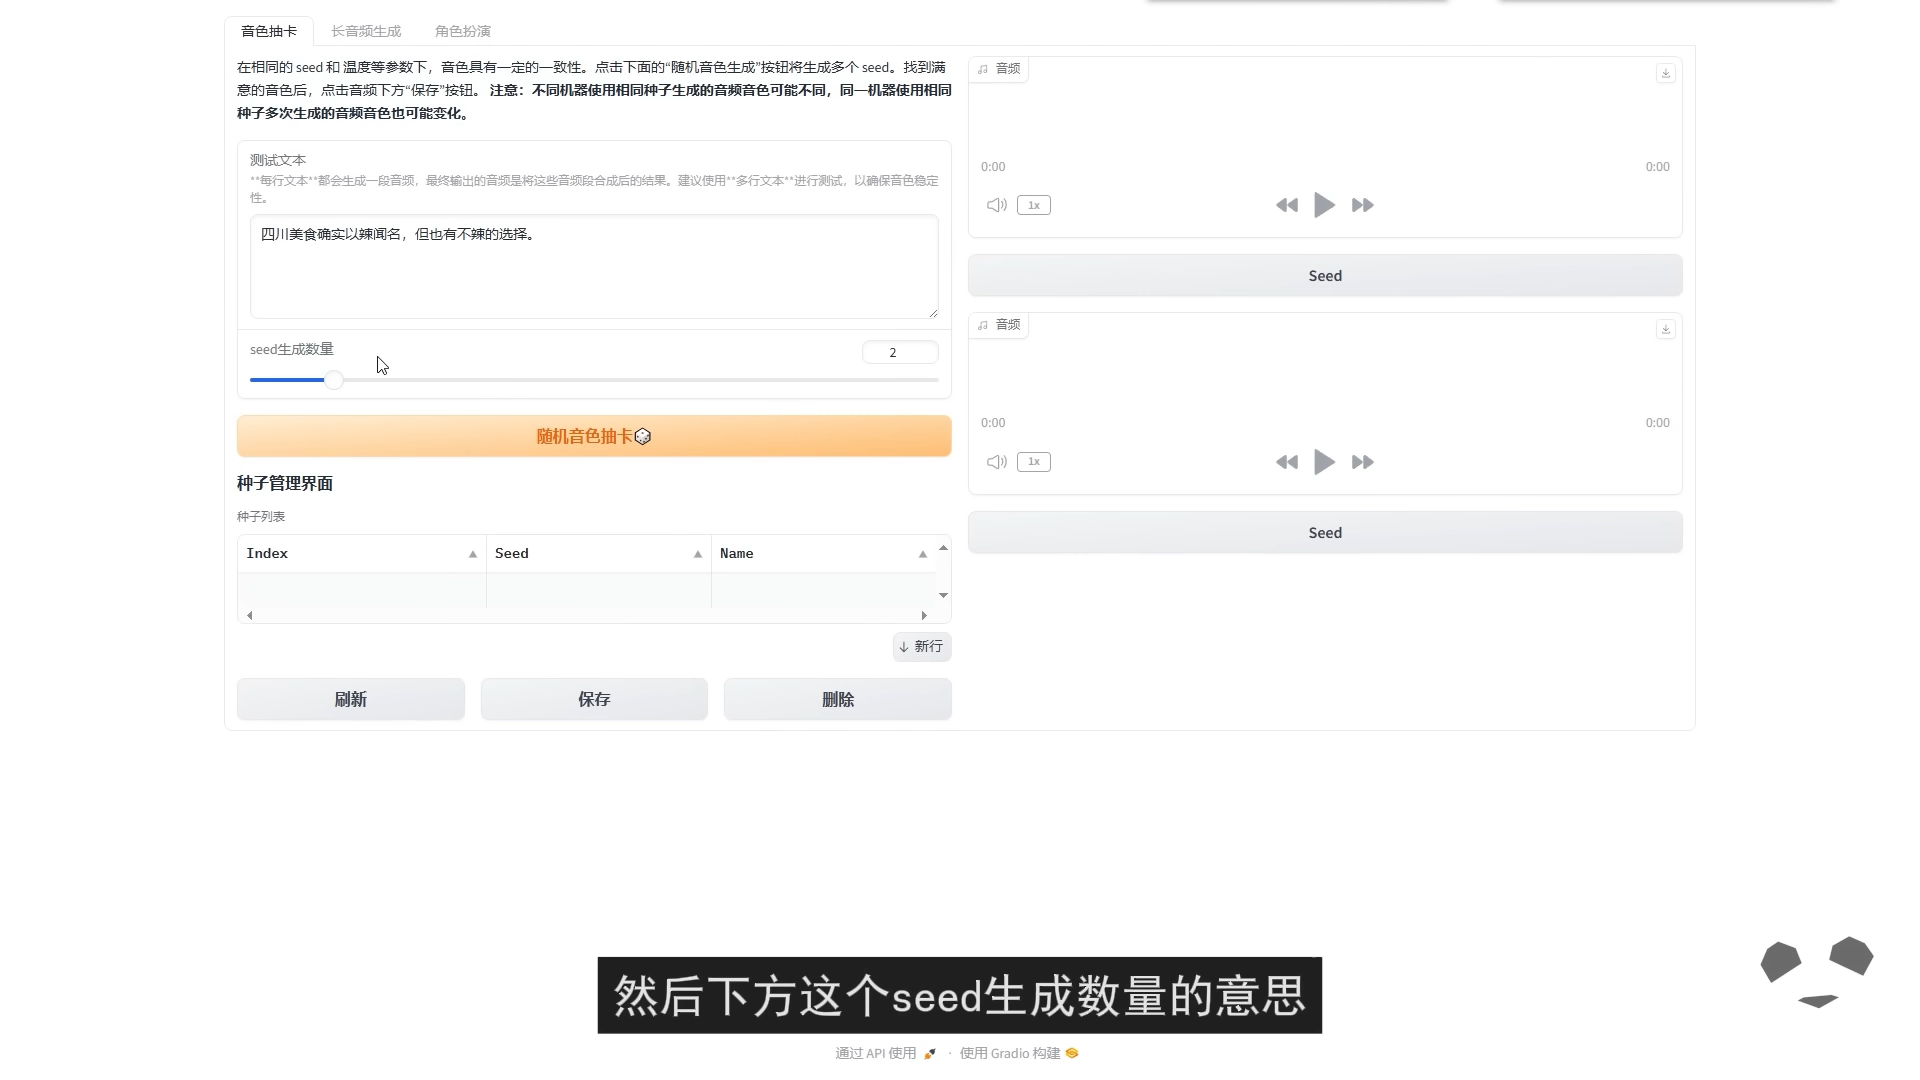 音色抽卡
长音频生成
角色扮演
在相同的 seed 和 温度等参数下，音色具有一定的一致性。点击下面的“随机音色生成”按钮将生成多个 seed。找到满
意的音色后，点击音频下方“保存”按钮。 注意：不同机器使用相同种子生成的音频音色可能不同，同一机器使用相同
种子多次生成的音频音色也可能变化。
测试文本
**每行文本**都会生成一段音频，最终输出的音频是将这些音频段合成后的结果。建议使用**多行文本**进行测试，以确保音色稳定
性。
四川美食确实以辣闻名，但也有不辣的选择。
seed生成数量
2
随机音色抽卡🎲
种子管理界面
种子列表
Index
Seed
Name
新行
刷新
保存
删除
音频
0:00
0:00
1x
Seed
音频
0:00
0:00
1x
Seed
然后下方这个seed生成数量的意思
通过 API 使用 · 使用 Gradio 构建